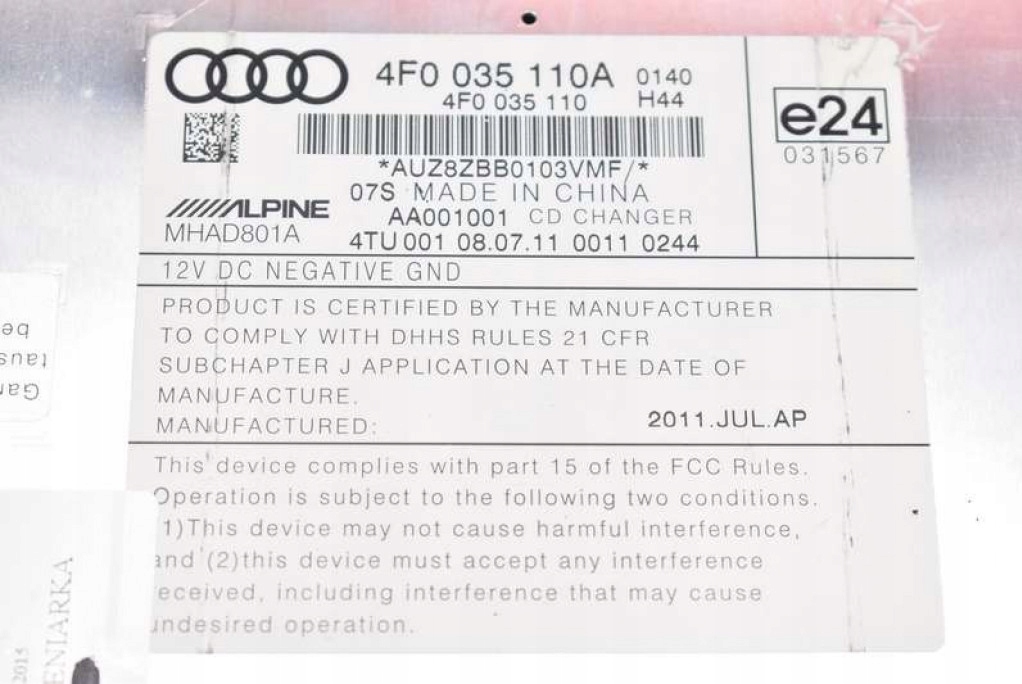 4F0 035 110A 0140
4F0 035 110 H44
e24
031567
*AUZ8ZBB0103VMF/*
07S MADE IN CHINA
ALPINE
AA001001 CD CHANGER
MHAD801A
4TU 001 08.07.11 0011 0244
12V DC NEGATIVE GND
PRODUCT IS CERTIFIED BY THE MANUFACTURER
TO COMPLY WITH DHHS RULES 21 CFR
SUBCHAPTER J APPLICATION AT THE DATE OF
MANUFACTURE.
MANUFACTURED: 2011.JUL.AP
This device complies with part 15 of the FCC Rules.
Operation is subject to the following two conditions.
1)This device may not cause harmful interference,
and (2)this device must accept any interference
eceived, including interference that may cause
undesired operation.
ENIARKA
2015